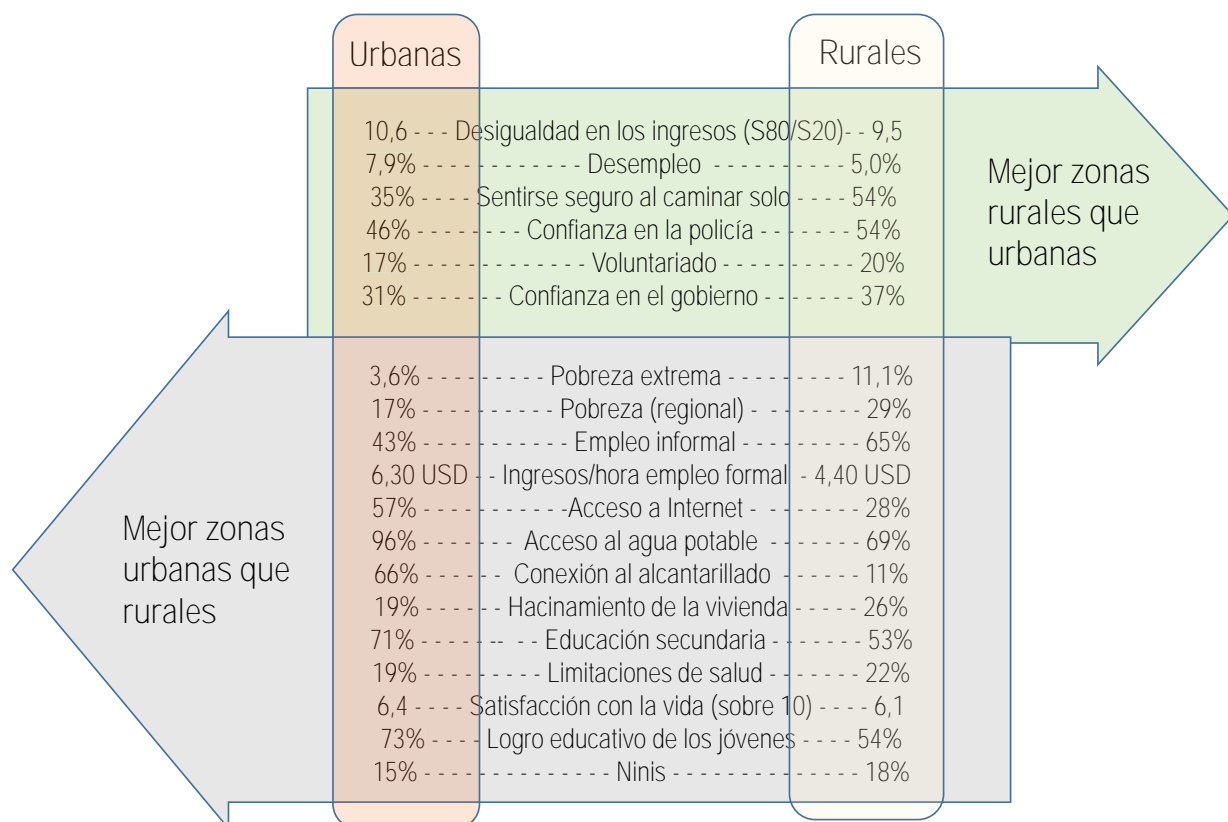 Urbanas Rurales
10,6 - - - Desigualdad en los ingresos (S80/S20)- - 9,5
7,9% - - - - - - - - - - - - Desempleo - - - - - - - - - - - 5,0%
35% - - - - - Sentirse seguro al caminar solo - - - - 54%
46% - - - - - - - - Confianza en la policía - - - - - - - - 54%
17% - - - - - - - - - - - - - Voluntariado - - - - - - - - - - - 20%
31% - - - - - - - Confianza en el gobierno - - - - - - - 37%
Mejor zonas
rurales que
urbanas
3,6% - - - - - - - - - Pobreza extrema - - - - - - - - 11,1%
17% - - - - - - - - - - Pobreza (regional) - - - - - - - - - 29%
43% - - - - - - - - - - - Empleo informal - - - - - - - - - - 65%
6,30 USD - - Ingresos/hora empleo formal - 4,40 USD
57% - - - - - - - - - - -Acceso a Internet - - - - - - - - - 28%
96% - - - - - - - - Acceso al agua potable - - - - - - - - 69%
66% - - - - - - - Conexión al alcantarillado - - - - - - 11%
19% - - - - - - - Hacinamiento de la vivienda - - - - - 26%
71% - - - - - -- - - Educación secundaria - - - - - - - - 53%
19% - - - - - - - - - Limitaciones de salud - - - - - - - 22%
6,4 - - - - Satisfacción con la vida (sobre 10) - - - - 6,1
73% - - - - Logro educativo de los jóvenes - - - - 54%
15% - - - - - - - - - - - - - - Ninis - - - - - - - - - - - - - - 18%
Mejor zonas
urbanas que
rurales